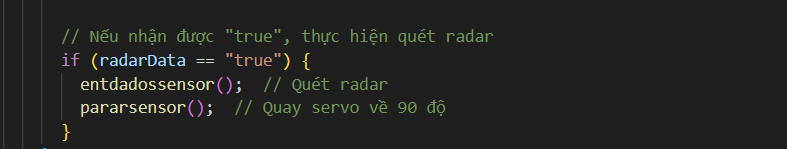 // Nếu nhận được "true", thực hiện quét radar
if (radarData == "true") {
entdadossensor();  // Quét radar
pararsensor();  // Quay servo về 90 độ
}